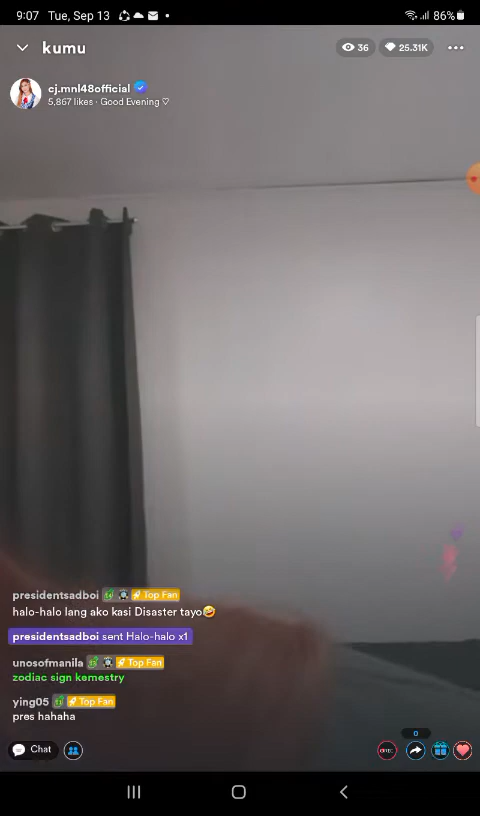 9:07 Tue, Sep 13 86%
kumu
36
25.31K
cj.mnl48official
5,867 likes · Good Evening ♡
presidentsadboi Top Fan
halo-halo lang ako kasi Disaster tayo🤣
presidentsadboi sent Halo-halo x1
unosofmanila Top Fan
zodiac sign kemestry
ying05 Top Fan
pres hahaha
0
Chat